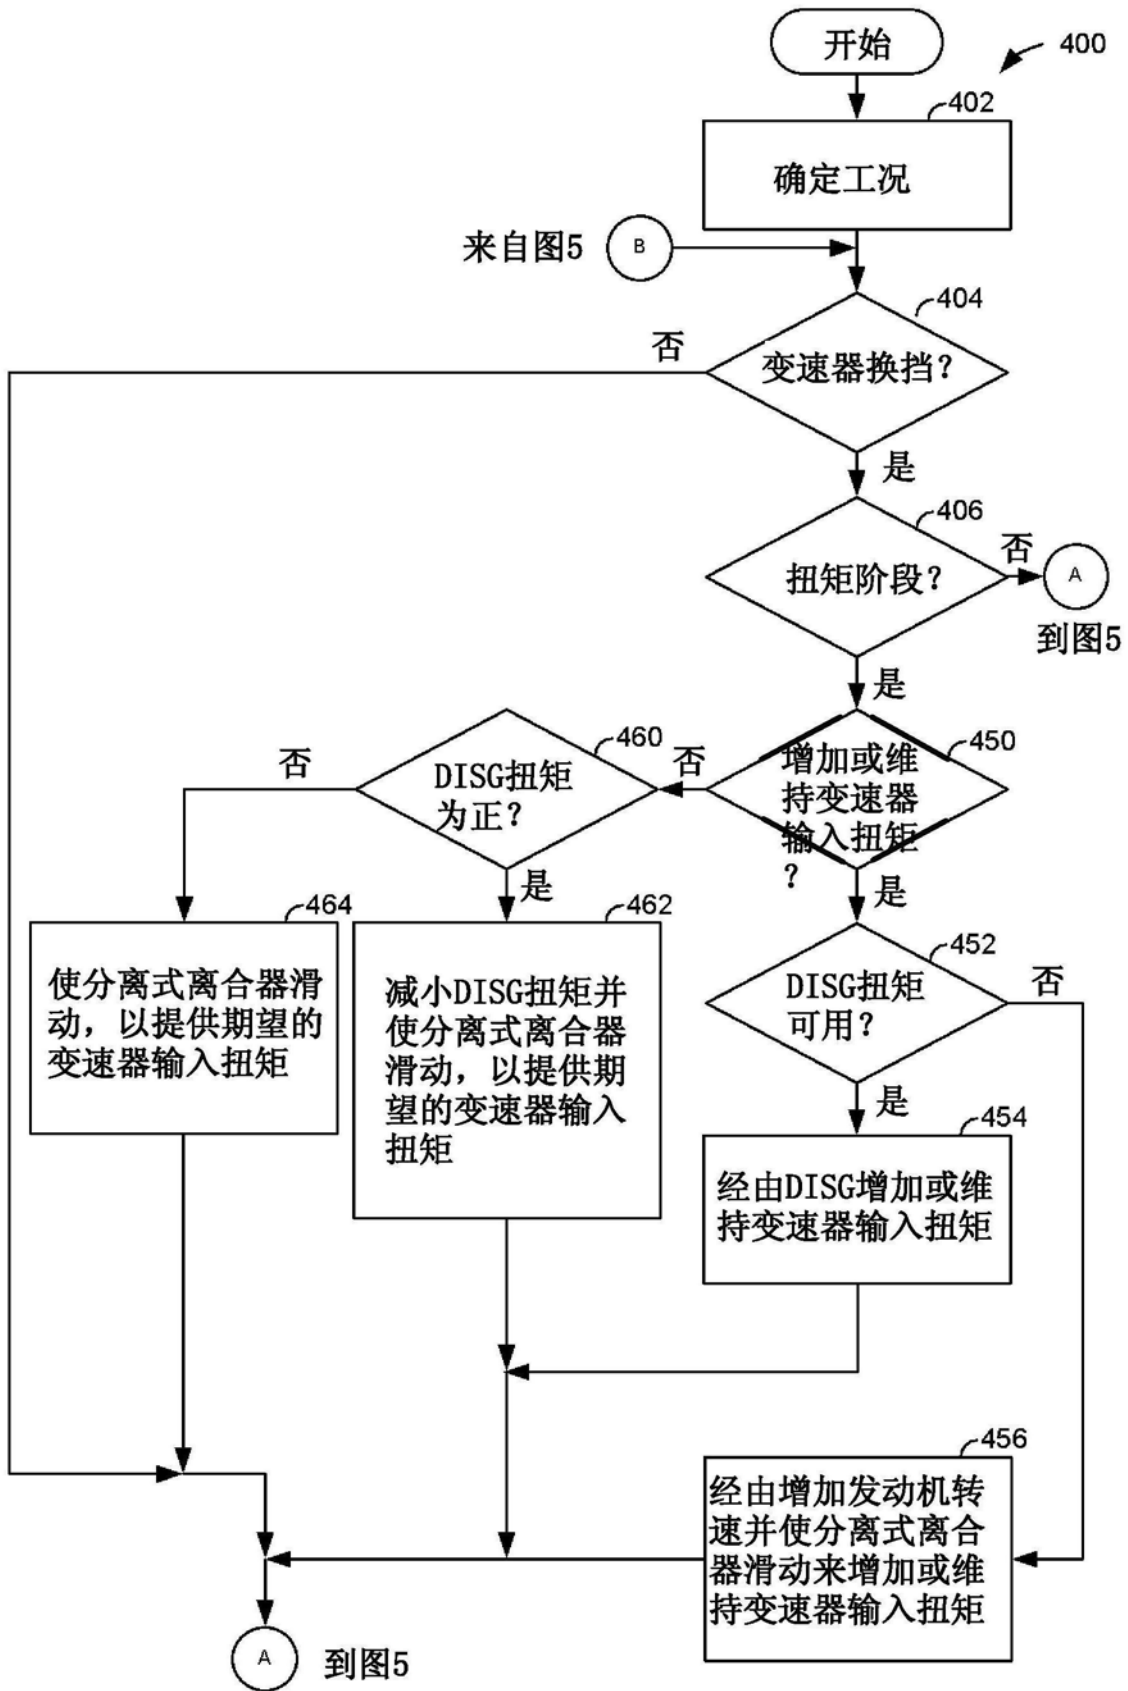 开始
400
402
确定工况
来自图5
B
404
否
变速器换挡?
是
406
否
扭矩阶段?
A
到图5
是
460
否
450
否
DISG扭矩
为正?
增加或维
持变速器
输入扭矩
?
464
是
462
是
452
使分离式离合器滑
动，以提供期望的
变速器输入扭矩
减小DISG扭矩并
使分离式离合器
滑动，以提供期
望的变速器输入
扭矩
DISG扭矩
可用?
否
是
454
经由DISG增加或维
持变速器输入扭矩
456
经由增加发动机转
速并使分离式离合
器滑动来增加或维
持变速器输入扭矩
A
到图5